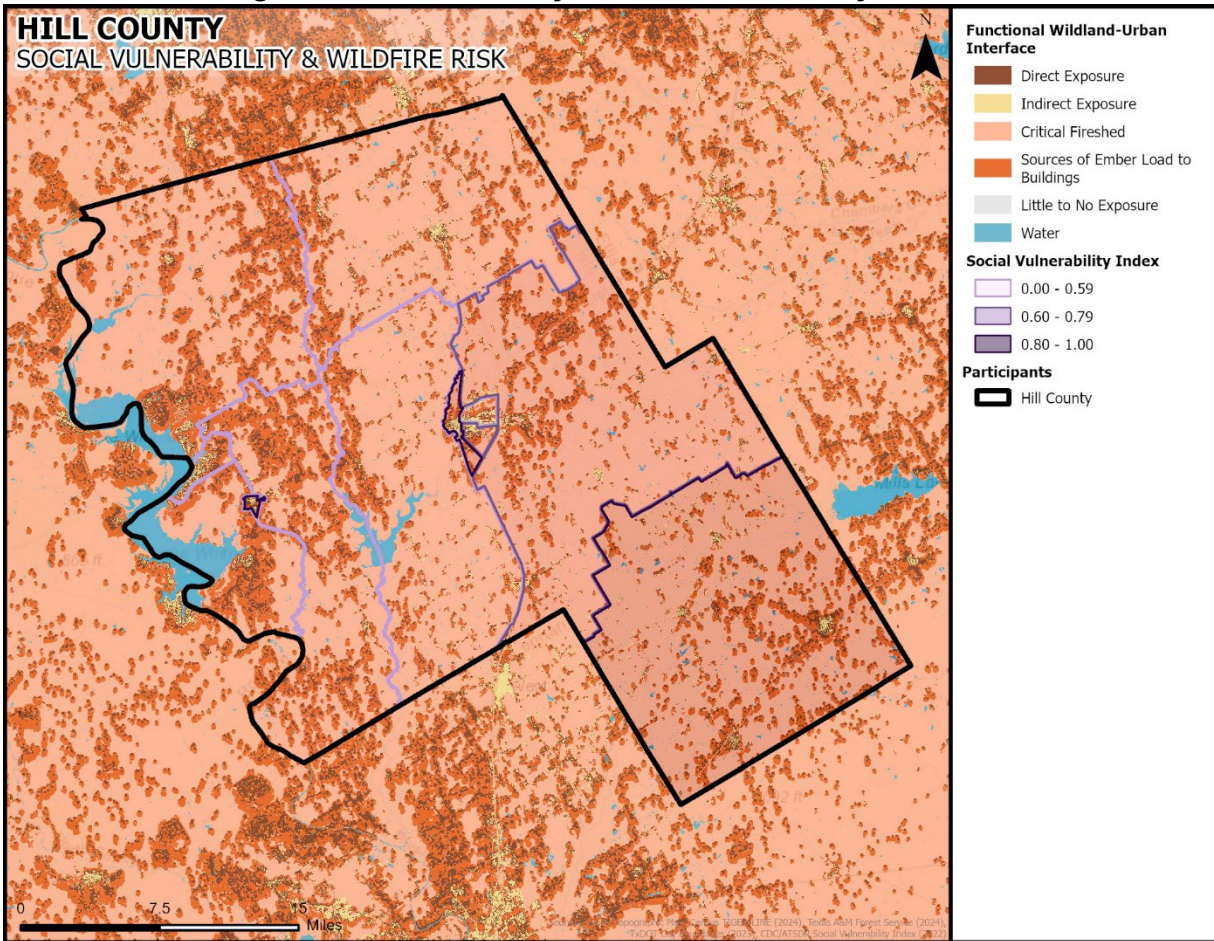 HILL COUNTY
SOCIAL VULNERABILITY & WILDFIRE RISK
N
Functional Wildland-Urban
Interface
Direct Exposure
Indirect Exposure
Critical Fireshed
Sources of Ember Load to
Buildings
Little to No Exposure
Water
Social Vulnerability Index
0.00 - 0.59
0.60 - 0.79
0.80 - 1.00
Participants
Hill County
0 7.5 15
Miles
TIGER/LINE (2024), Texas A&M Forest Service (2024),
CDC/ATSDR Social Vulnerability Index (2022)